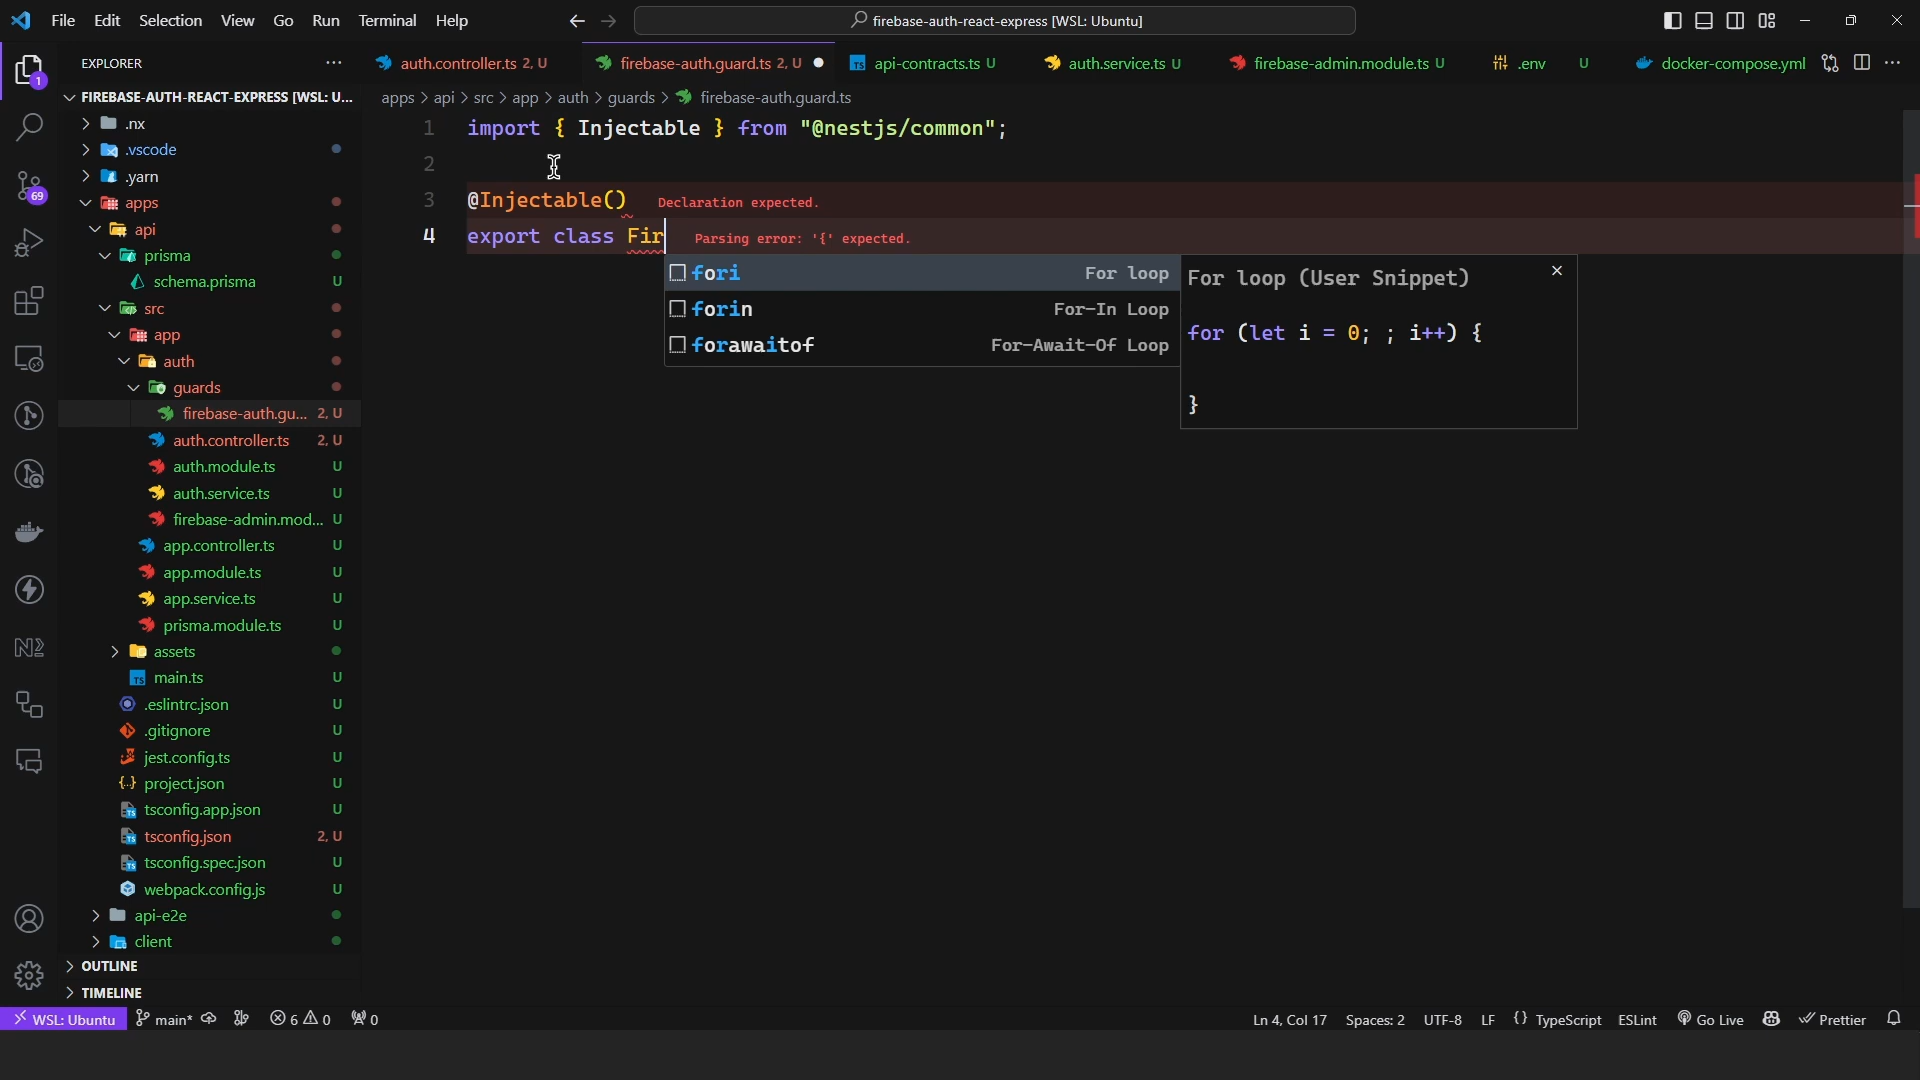 File Edit Selection View Go Run Terminal Help
firebase-auth-react-express [WSL: Ubuntu]
EXPLORER
auth.controller.ts 2, U
firebase-auth.guard.ts 2, U
api-contracts.ts U
auth.service.ts U
firebase-admin.module.ts U
.env U
docker-compose.yml
1
69
FIREBASE-AUTH-REACT-EXPRESS [WSL: U...
apps > api > src > app > auth > guards > firebase-auth.guard.ts
.nx
.vscode
.yarn
apps
api
prisma
schema.prisma U
src
app
auth
guards
firebase-auth.gu... 2, U
auth.controller.ts 2, U
auth.module.ts U
auth.service.ts U
firebase-admin.mod... U
app.controller.ts U
app.module.ts U
app.service.ts U
prisma.module.ts U
assets
main.ts U
.eslintrc.json U
.gitignore U
jest.config.ts U
project.json U
tsconfig.app.json U
tsconfig.json 2, U
tsconfig.spec.json U
webpack.config.js U
api-e2e
client
OUTLINE
TIMELINE
1 import { Injectable } from "@nestjs/common";
2
3 @Injectable() Declaration expected.
4 export class Fir Parsing error: '{' expected.
fori For loop
forin For-In Loop
forawaitof For-Await-Of Loop
For loop (User Snippet)
for (let i = 0; ; i++) {
}
WSL: Ubuntu main* 6 0 0
Ln 4, Col 17 Spaces: 2 UTF-8 LF {} TypeScript ESLint Go Live Prettier